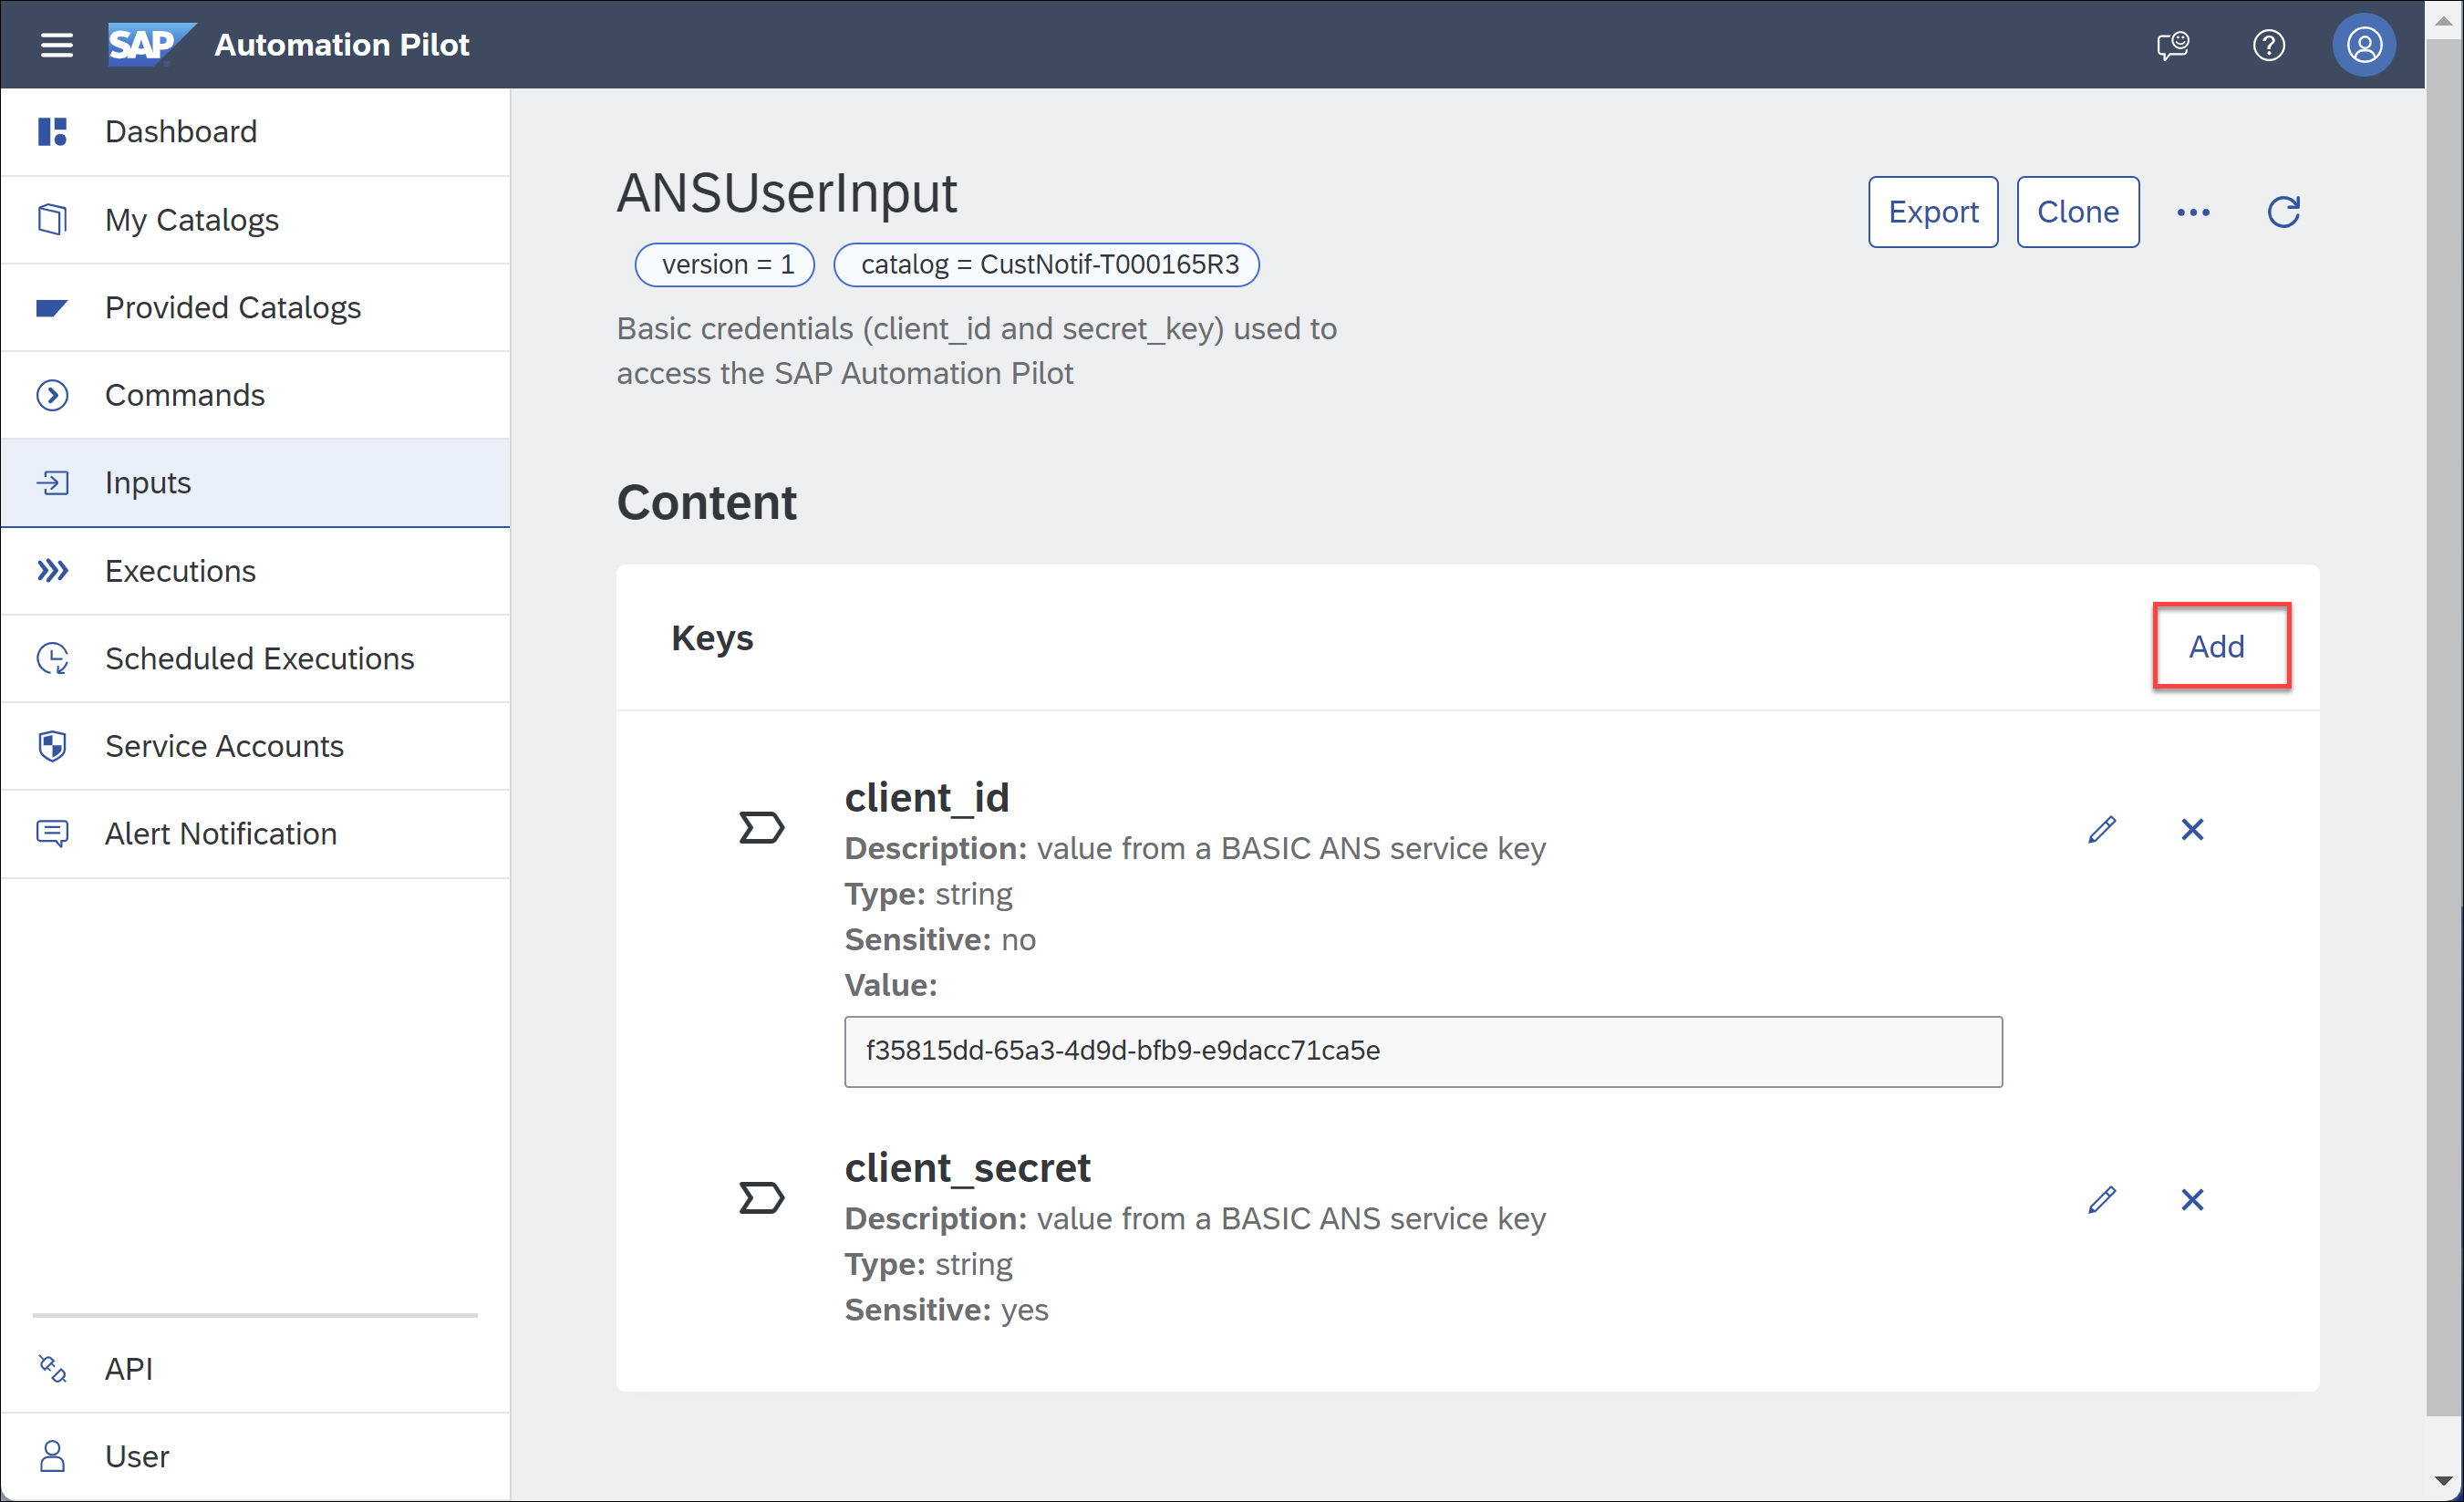 SAP Automation Pilot
Dashboard
My Catalogs
Provided Catalogs
Commands
Inputs
Executions
Scheduled Executions
Service Accounts
Alert Notification
API
User
ANSUserInput
Export
Clone
version = 1
catalog = CustNotif-T000165R3
Basic credentials (client_id and secret_key) used to
access the SAP Automation Pilot
Content
Keys
Add
client_id
Description: value from a BASIC ANS service key
Type: string
Sensitive: no
Value:
f35815dd-65a3-4d9d-bfb9-e9dacc71ca5e
client_secret
Description: value from a BASIC ANS service key
Type: string
Sensitive: yes